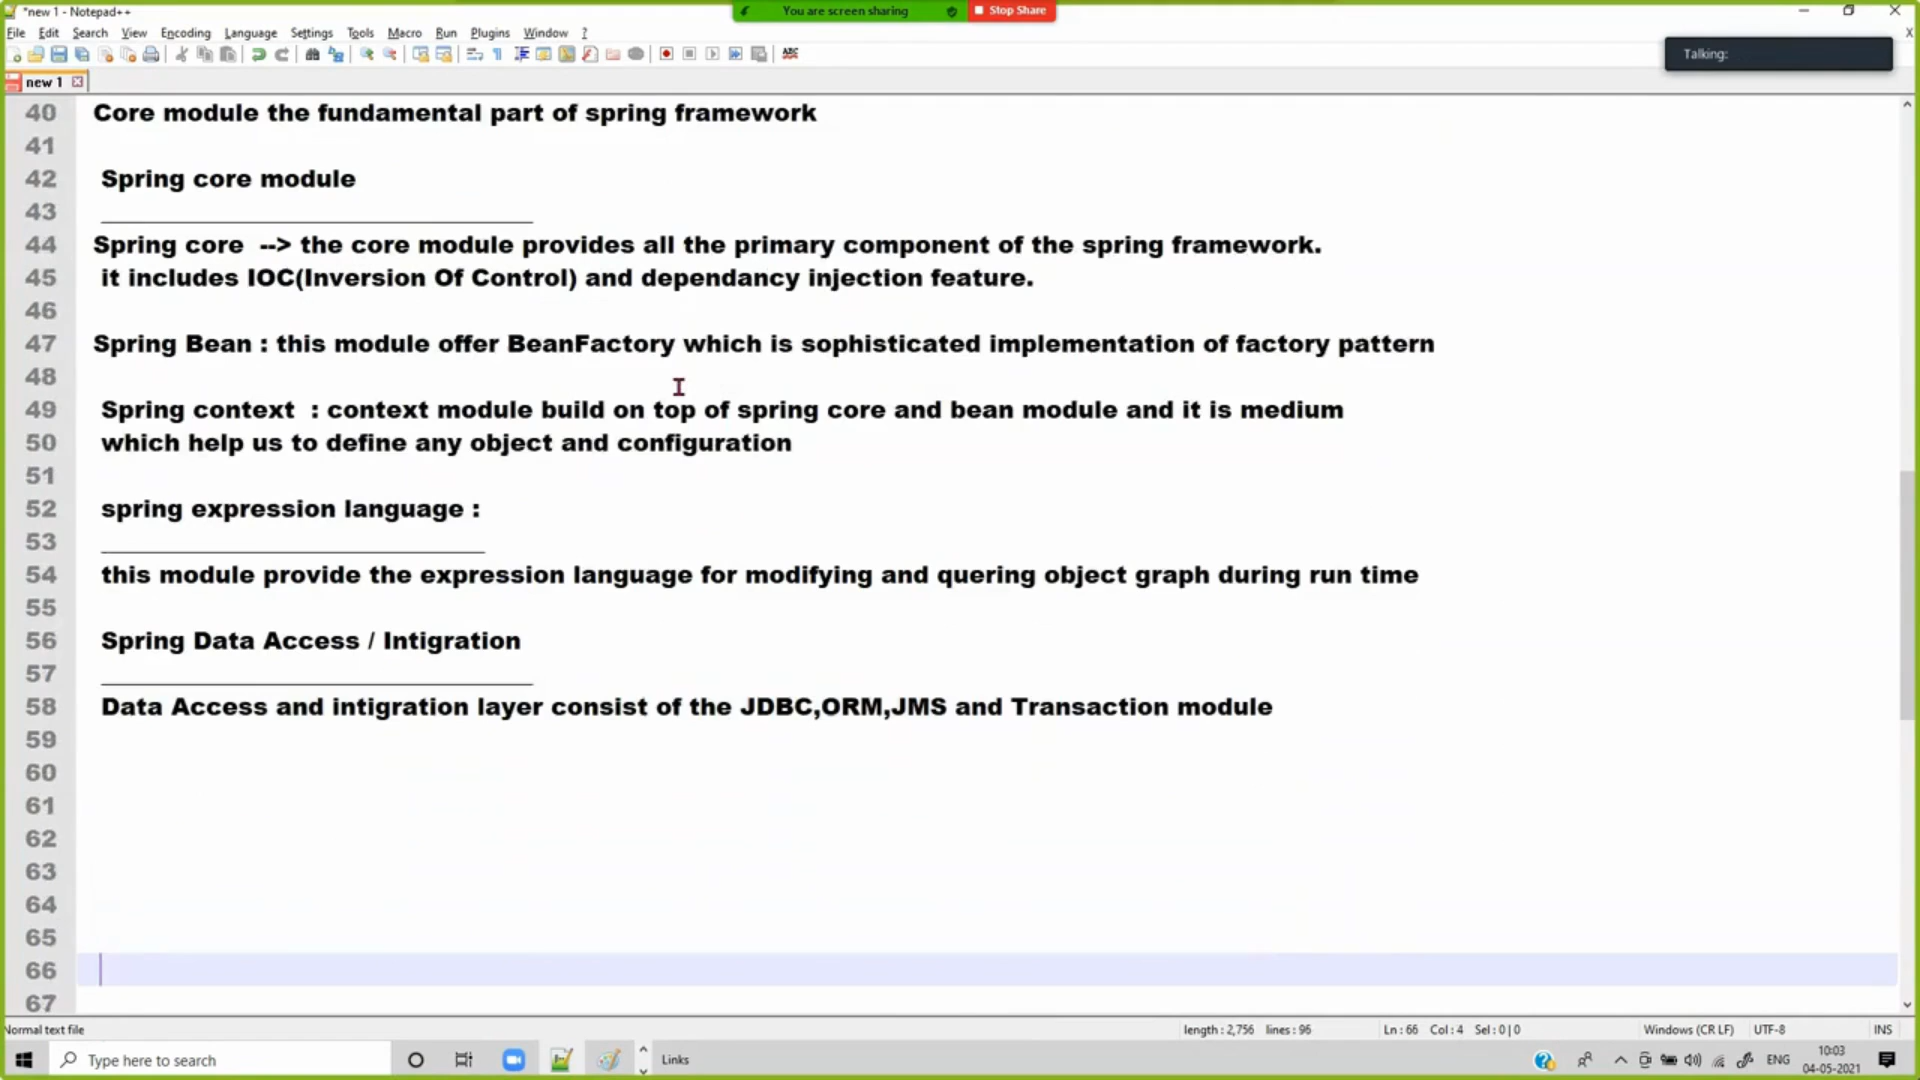 *new 1 - Notepad++
You are screen sharing
Stop Share
File Edit Search View Encoding Language Settings Tools Macro Run Plugins Window ?
X
Talking:
ABC
new 1
40 Core module the fundamental part of spring framework
41
42 Spring core module
43 ______________________________
44 Spring core --> the core module provides all the primary component of the spring framework.
45 it includes IOC(Inversion Of Control) and dependancy injection feature.
46
47 Spring Bean : this module offer BeanFactory which is sophisticated implementation of factory pattern
48
49 Spring context : context module build on top of spring core and bean module and it is medium
50 which help us to define any object and configuration
51
52 spring expression language :
53 __________________________
54 this module provide the expression language for modifying and quering object graph during run time
55
56 Spring Data Access / Intigration
57 ______________________________
58 Data Access and intigration layer consist of the JDBC,ORM,JMS and Transaction module
59
60
61
62
63
64
65
66
67
Normal text file length : 2,756 lines : 96 Ln : 66 Col : 4 Sel : 0 | 0 Windows (CR LF) UTF-8 INS
Type here to search
Links
ENG
10:03
04-05-2021